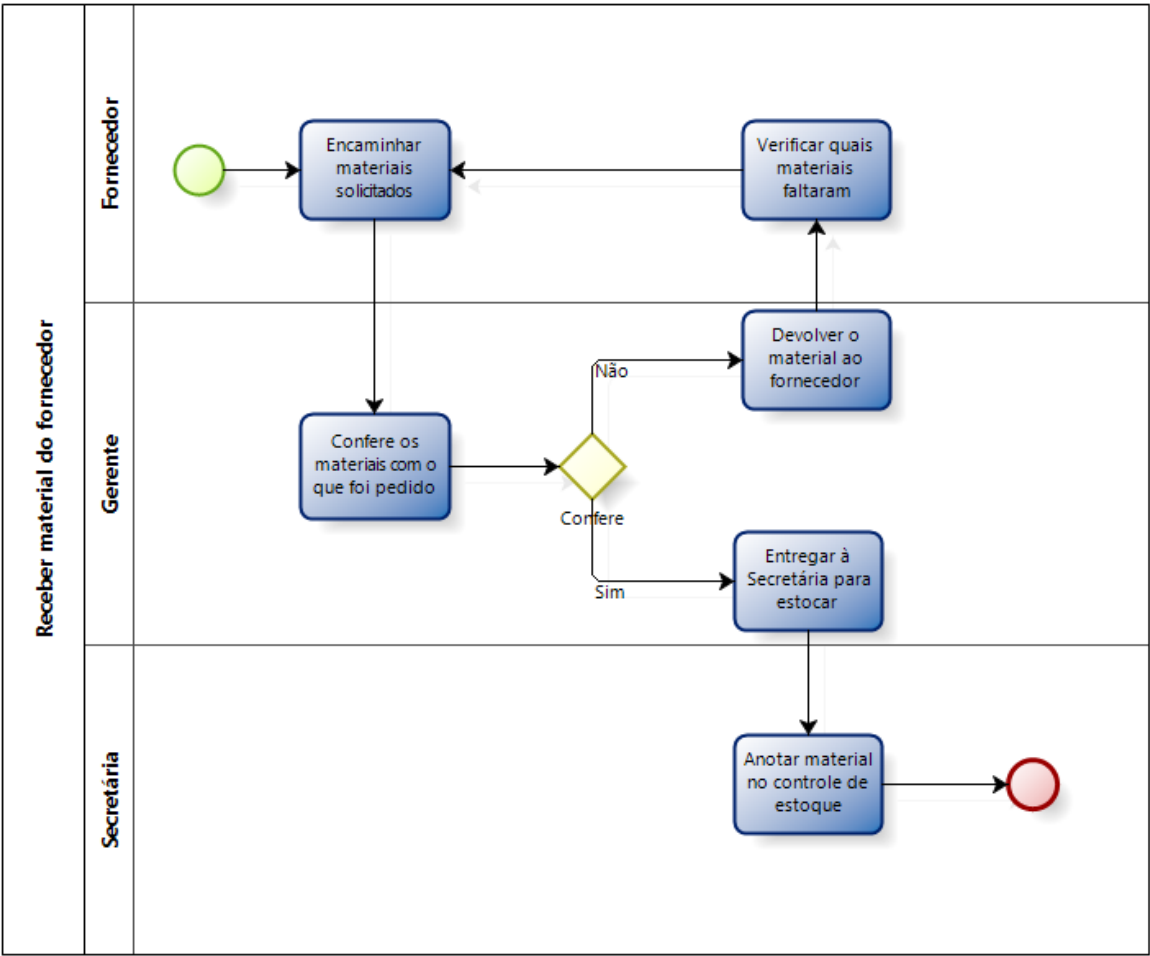 Receber material do fornecedor
Fornecedor
Encaminhar
materiais
solicitados
Verificar quais
materiais
faltaram
Gerente
Confere os
materiais com o
que foi pedido
Confere
Não
Devolver o
material ao
fornecedor
Sim
Entregar à
Secretária para
estocar
Secretária
Anotar material
no controle de
estoque